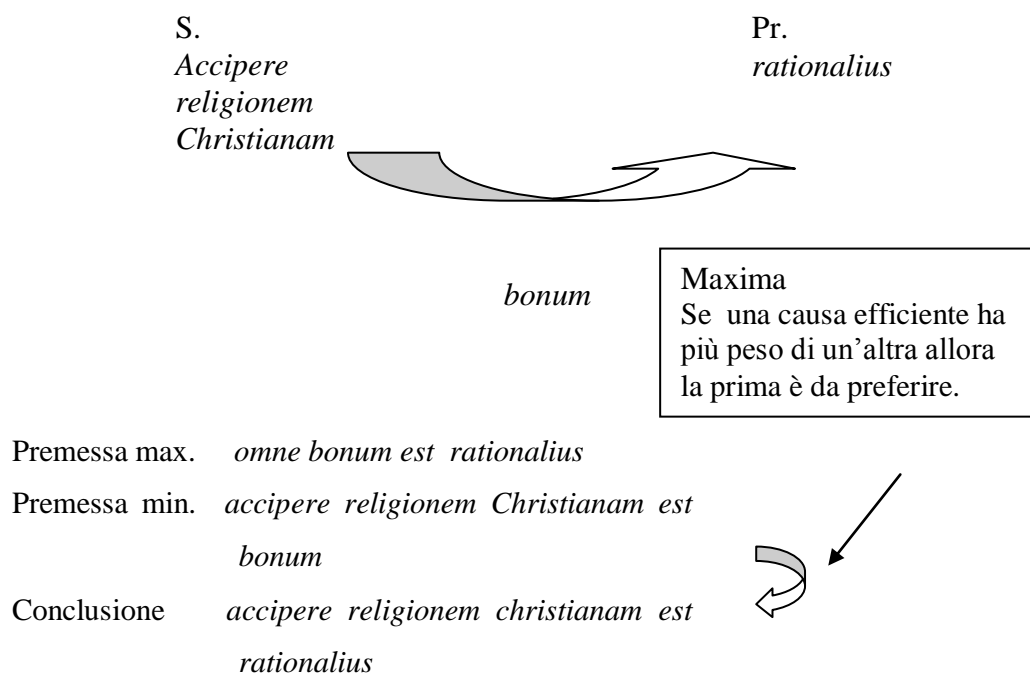 S.
Accipere
religionem
Christianam
Pr.
rationalius
bonum
Maxima
Se una causa efficiente ha
più peso di un’altra allora
la prima è da preferire.
Premessa max. omne bonum est rationalius
Premessa min. accipere religionem Christianam est
bonum
Conclusione accipere religionem christianam est
rationalius